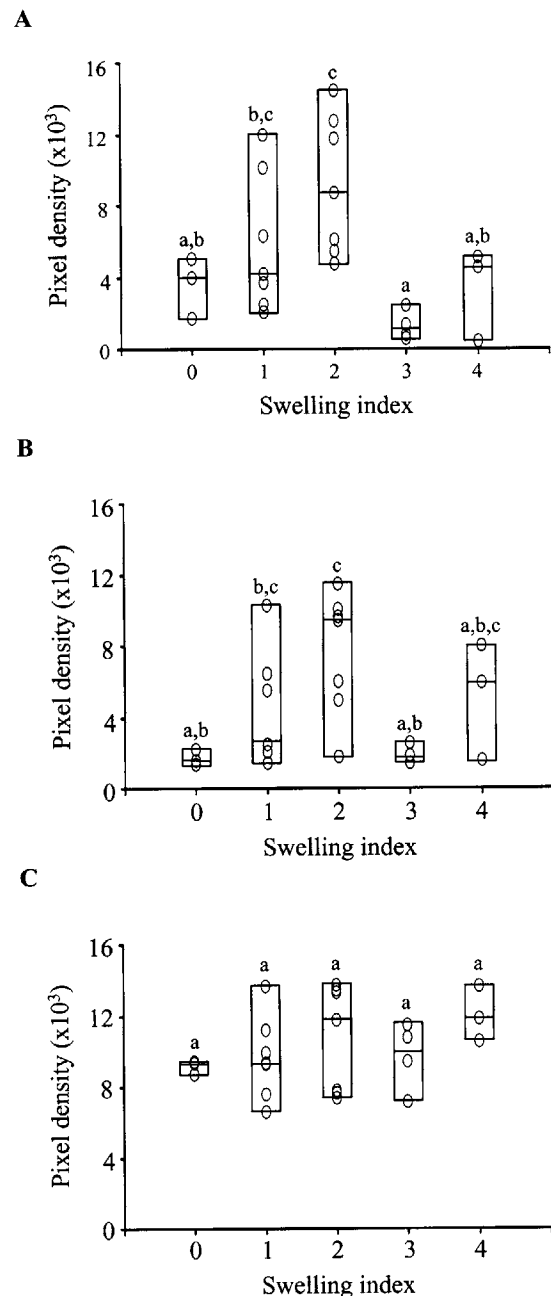 A
16
c
b,c
12
Pixel density (x10³)
8
a,b
a,b
4
a
0
0 1 2 3 4
Swelling index
B
16
c
b,c
12
Pixel density (x10³)
a,b,c
8
a,b
a,b
4
0
0 1 2 3 4
Swelling index
C
16
a a a
a
12
a
Pixel density (x10³)
8
4
0
0 1 2 3 4
Swelling index